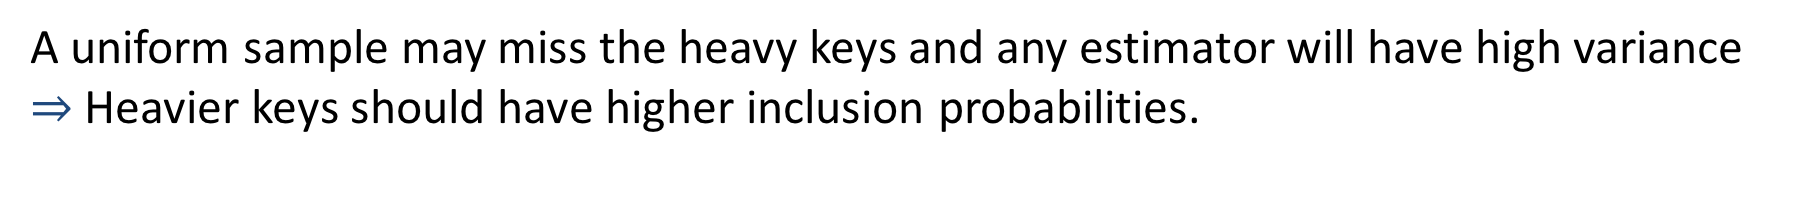 A uniform sample may miss the heavy keys and any estimator will have high variance
⇒ Heavier keys should have higher inclusion probabilities.